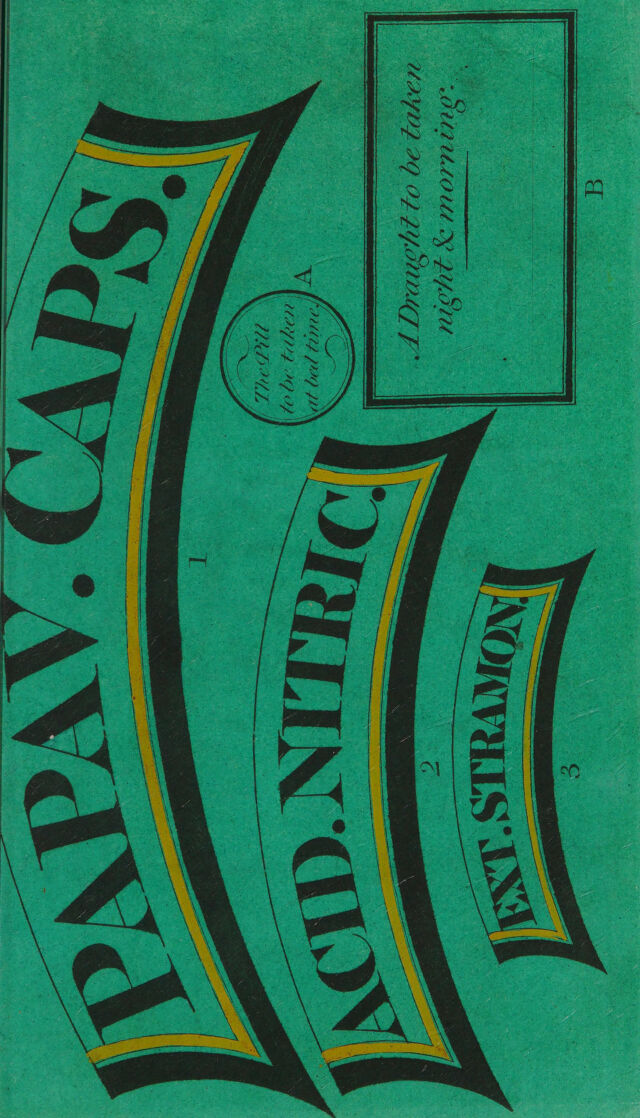 PAPAV. CAPS.
1
The Pill
to be taken
at bed time.
A
A Draught to be taken
night & morning.
B
ACID. NITRIC.
2
EXT. STRAMON.
3